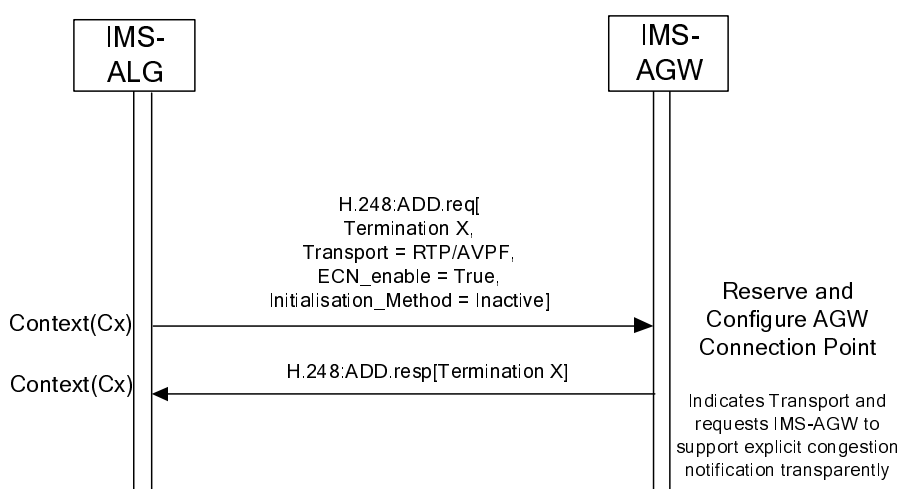 IMS-
ALG
IMS-
AGW
H.248:ADD.req[
Termination X,
Transport = RTP/AVPF,
ECN_enable = True,
Initialisation_Method = Inactive]
Context(Cx)
Reserve and
Configure AGW
Connection Point
H.248:ADD.resp[Termination X]
Context(Cx)
Indicates Transport and
requests IMS-AGW to
support explicit congestion
notification transparently